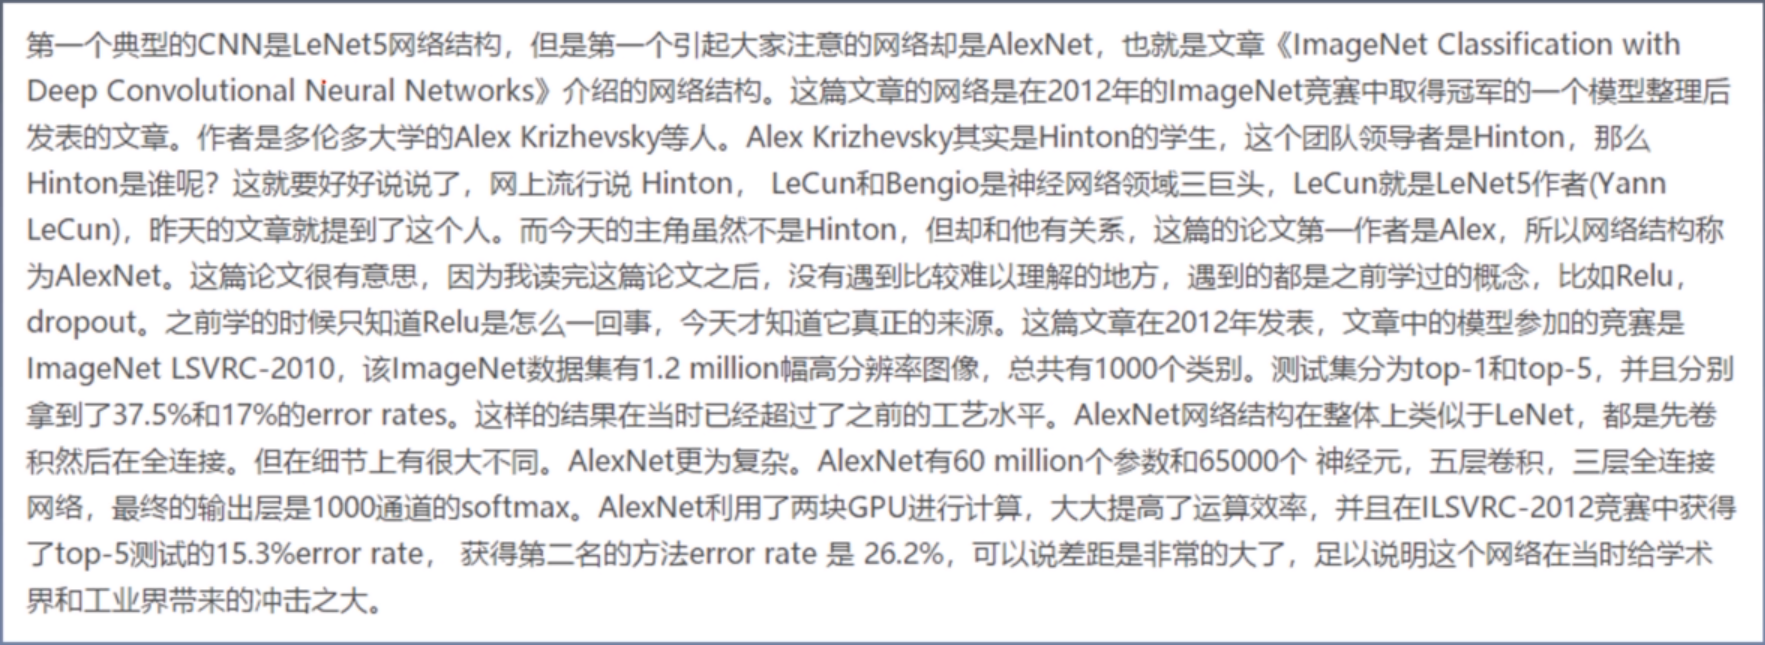 第一个典型的CNN是LeNet5网络结构，但是第一个引起大家注意的网络却是AlexNet，也就是文章《ImageNet Classification with
Deep Convolutional Neural Networks》介绍的网络结构。这篇文章的网络是在2012年的ImageNet竞赛中取得冠军的一个模型整理后
发表的文章。作者是多伦多大学的Alex Krizhevsky等人。Alex Krizhevsky其实是Hinton的学生，这个团队领导者是Hinton，那么
Hinton是谁呢？这就要好好说说了，网上流行说 Hinton， LeCun和Bengio是神经网络领域三巨头，LeCun就是LeNet5作者(Yann
LeCun)，昨天的文章就提到了这个人。而今天的主角虽然不是Hinton，但却和他有关系，这篇的论文第一作者是Alex，所以网络结构称
为AlexNet。这篇论文很有意思，因为我读完这篇论文之后，没有遇到比较难以理解的地方，遇到的都是之前学过的概念，比如Relu，
dropout。之前学的时候只知道Relu是怎么一回事，今天才知道它真正的来源。这篇文章在2012年发表，文章中的模型参加的竞赛是
ImageNet LSVRC-2010，该ImageNet数据集有1.2 million幅高分辨率图像，总共有1000个类别。测试集分为top-1和top-5，并且分别
拿到了37.5%和17%的error rates。这样的结果在当时已经超过了之前的工艺水平。AlexNet网络结构在整体上类似于LeNet，都是先卷
积然后在全连接。但在细节上有很大不同。AlexNet更为复杂。AlexNet有60 million个参数和65000个 神经元，五层卷积，三层全连接
网络，最终的输出层是1000通道的softmax。AlexNet利用了两块GPU进行计算，大大提高了运算效率，并且在ILSVRC-2012竞赛中获得
了top-5测试的15.3%error rate， 获得第二名的方法error rate 是 26.2%，可以说差距是非常的大了，足以说明这个网络在当时给学术
界和工业界带来的冲击之大。